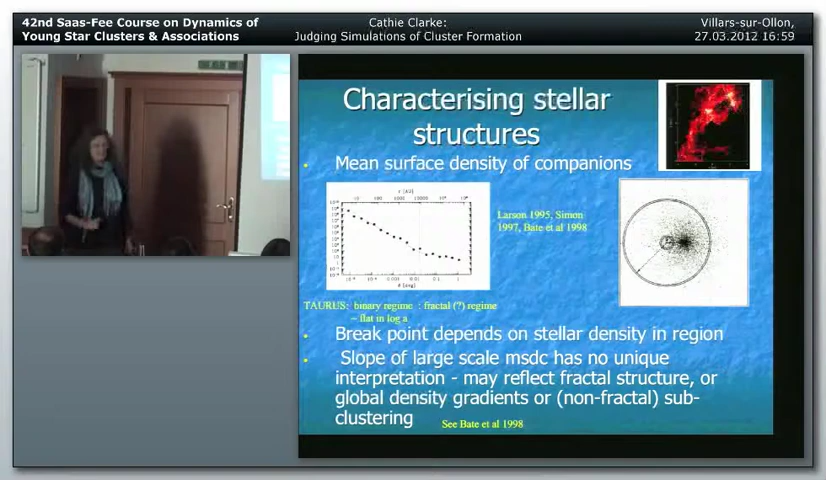 42nd Saas-Fee Course on Dynamics of
Young Star Clusters & Associations
Cathie Clarke:
Judging Simulations of Cluster Formation
Villars-sur-Ollon,
27.03.2012 16:59
Characterising stellar
structures
Mean surface density of companions
r [AU]
θ [deg]
Larson 1995, Simon
1997, Bate et al 1998
TAURUS: binary regime : fractal (?) regime
~ flat in log a
Break point depends on stellar density in region
Slope of large scale msdc has no unique
interpretation - may reflect fractal structure, or
global density gradients or (non-fractal) sub-
clustering
See Bate et al 1998